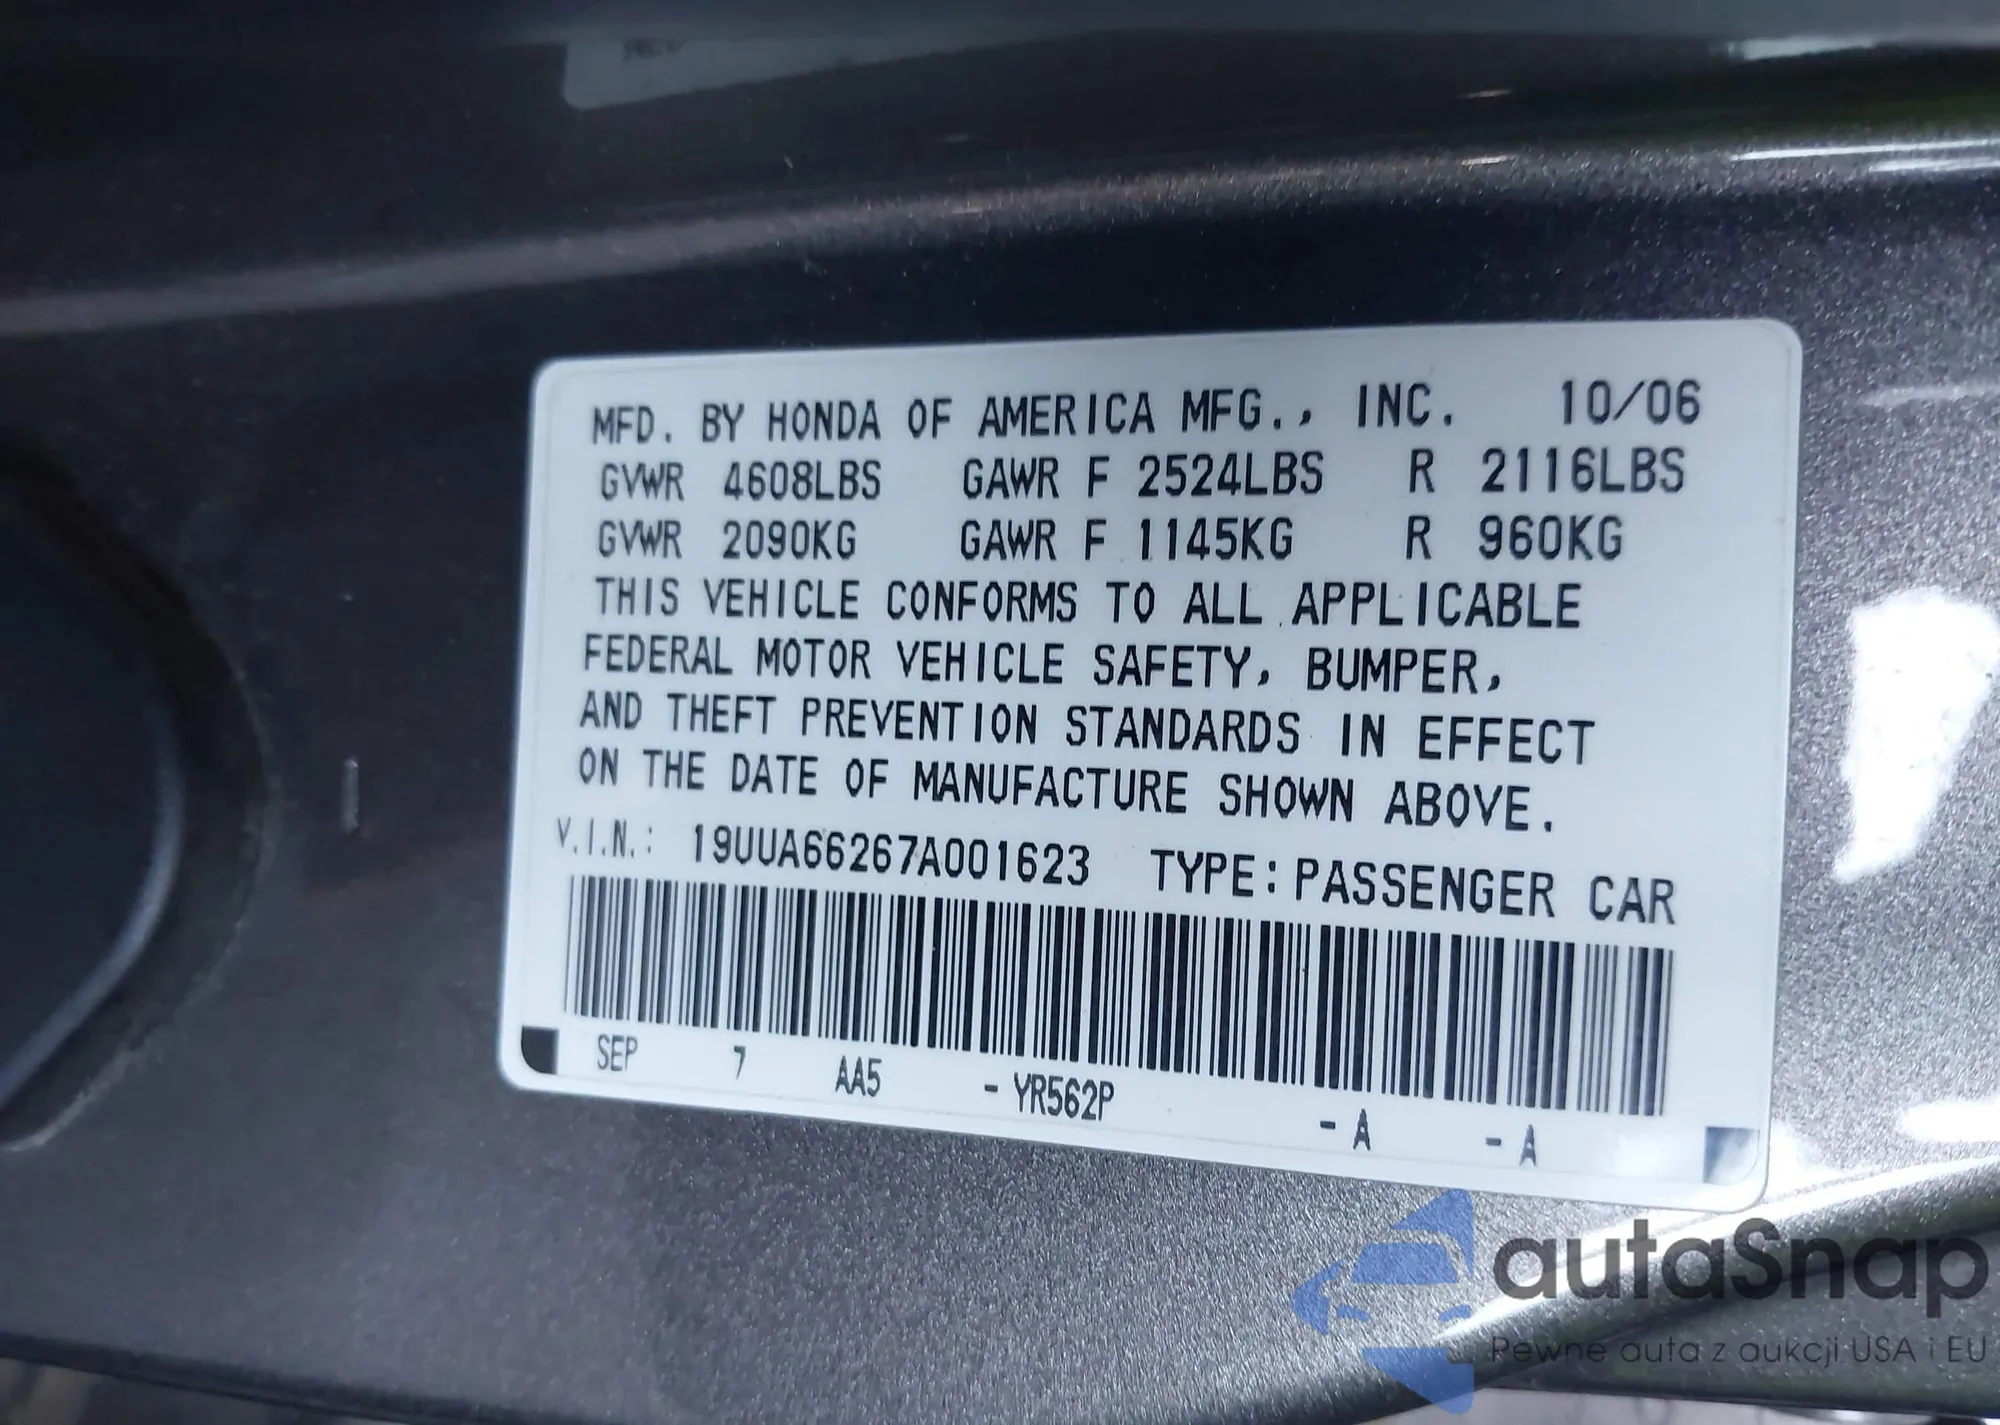 MFD. BY HONDA OF AMERICA MFG., INC. 10/06
GVWR 4608LBS GAWR F 2524LBS R 2116LBS
GVWR 2090KG GAWR F 1145KG R 960KG
THIS VEHICLE CONFORMS TO ALL APPLICABLE
FEDERAL MOTOR VEHICLE SAFETY, BUMPER,
AND THEFT PREVENTION STANDARDS IN EFFECT
ON THE DATE OF MANUFACTURE SHOWN ABOVE.
V.I.N.: 19UUA66267A001623 TYPE: PASSENGER CAR
SEP 7 AA5 - YR562P - A - A
autaSnap
Pewne auta z aukcji USA i EU